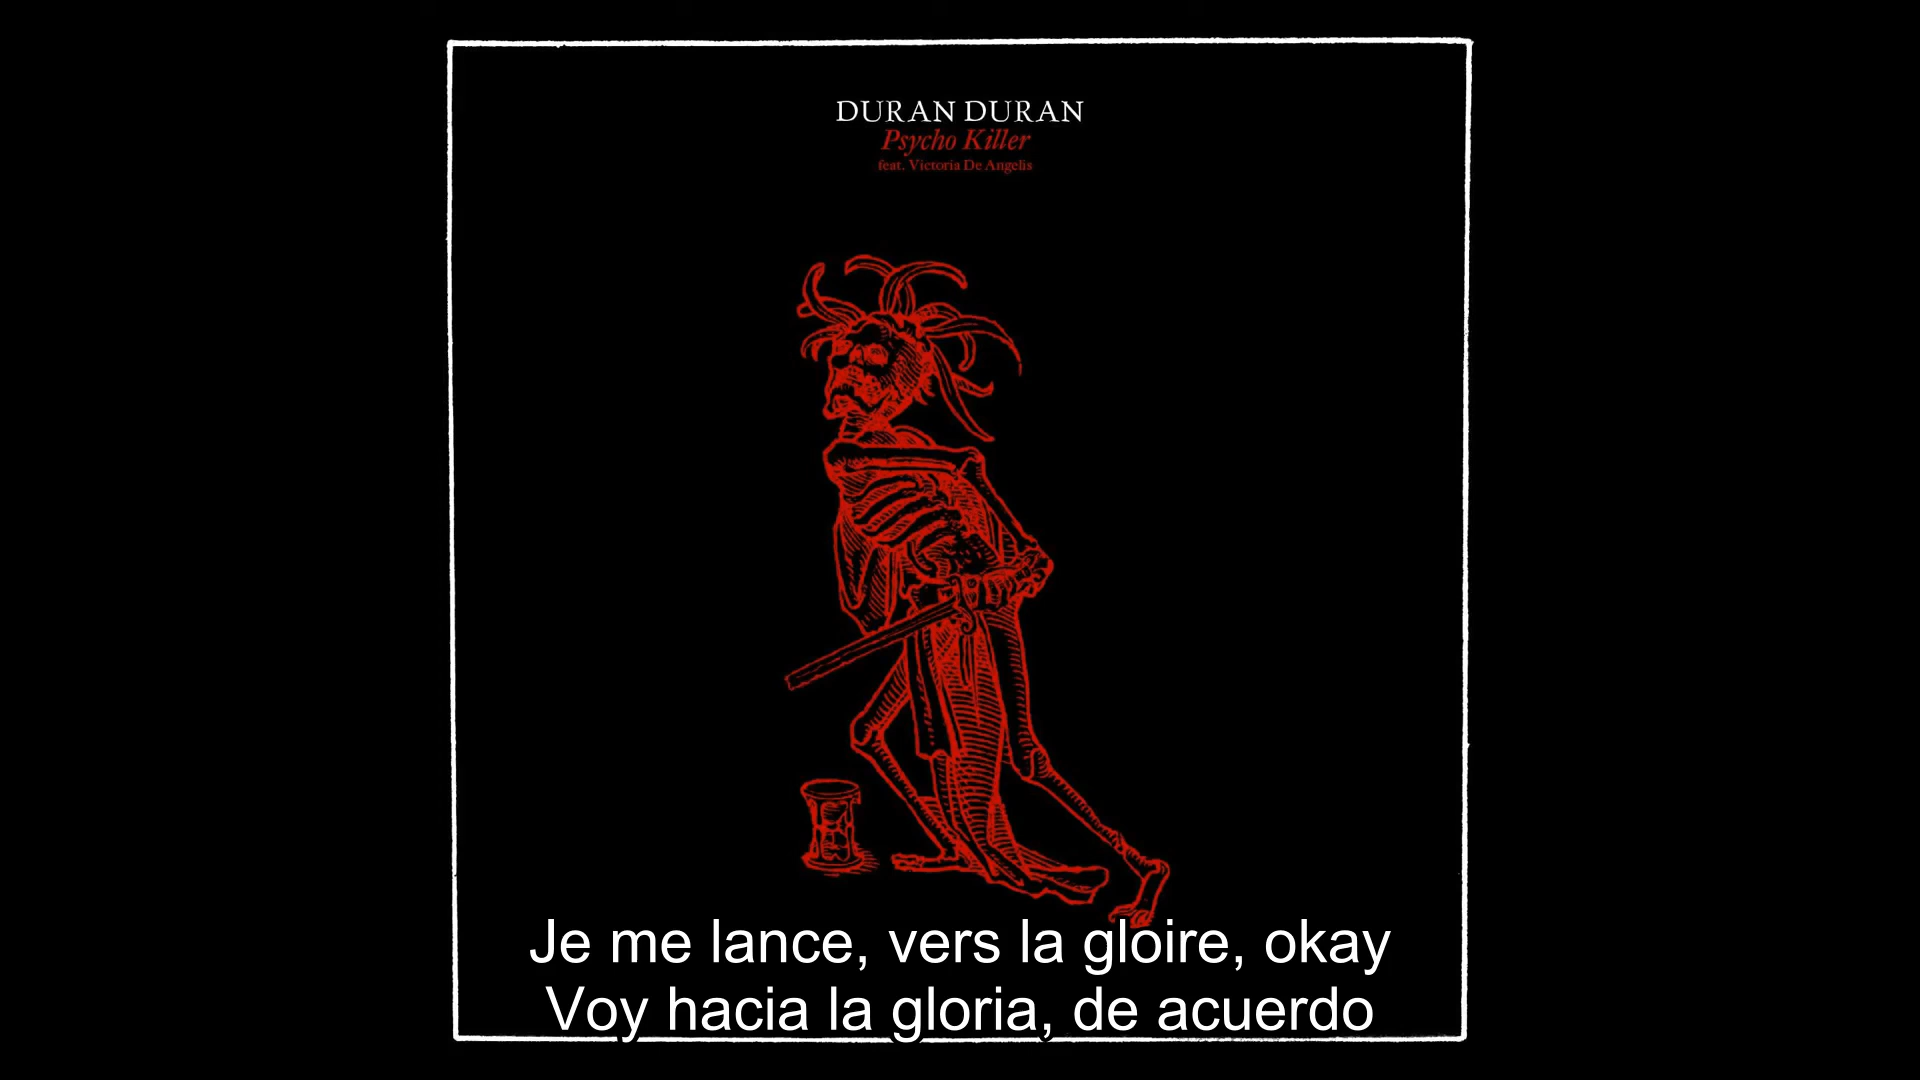 DURAN DURAN
Psycho Killer
feat. Victoria De Angelis
Je me lance, vers la gloire, okay
Voy hacia la gloria, de acuerdo